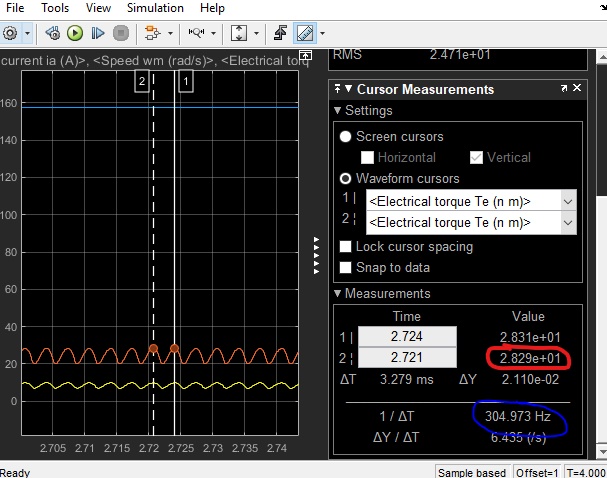 File Tools View Simulation Help
RMS 2.471e+01
current ia (A)>, <Speed wm (rad/s)>, <Electrical torq
2 1
Cursor Measurements
Settings
Screen cursors
Horizontal Vertical
Waveform cursors
1 | <Electrical torque Te (n m)>
2 ¦ <Electrical torque Te (n m)>
Lock cursor spacing
Snap to data
Measurements
Time Value
1 | 2.724 2.831e+01
2 ¦ 2.721 2.829e+01
ΔT 3.279 ms ΔY 2.110e-02
1 / ΔT 304.973 Hz
ΔY / ΔT 6.435 (/s)
160
140
120
100
80
60
40
20
0
2.705 2.71 2.715 2.72 2.725 2.73 2.735 2.74
Ready Sample based Offset=1 T=4.000